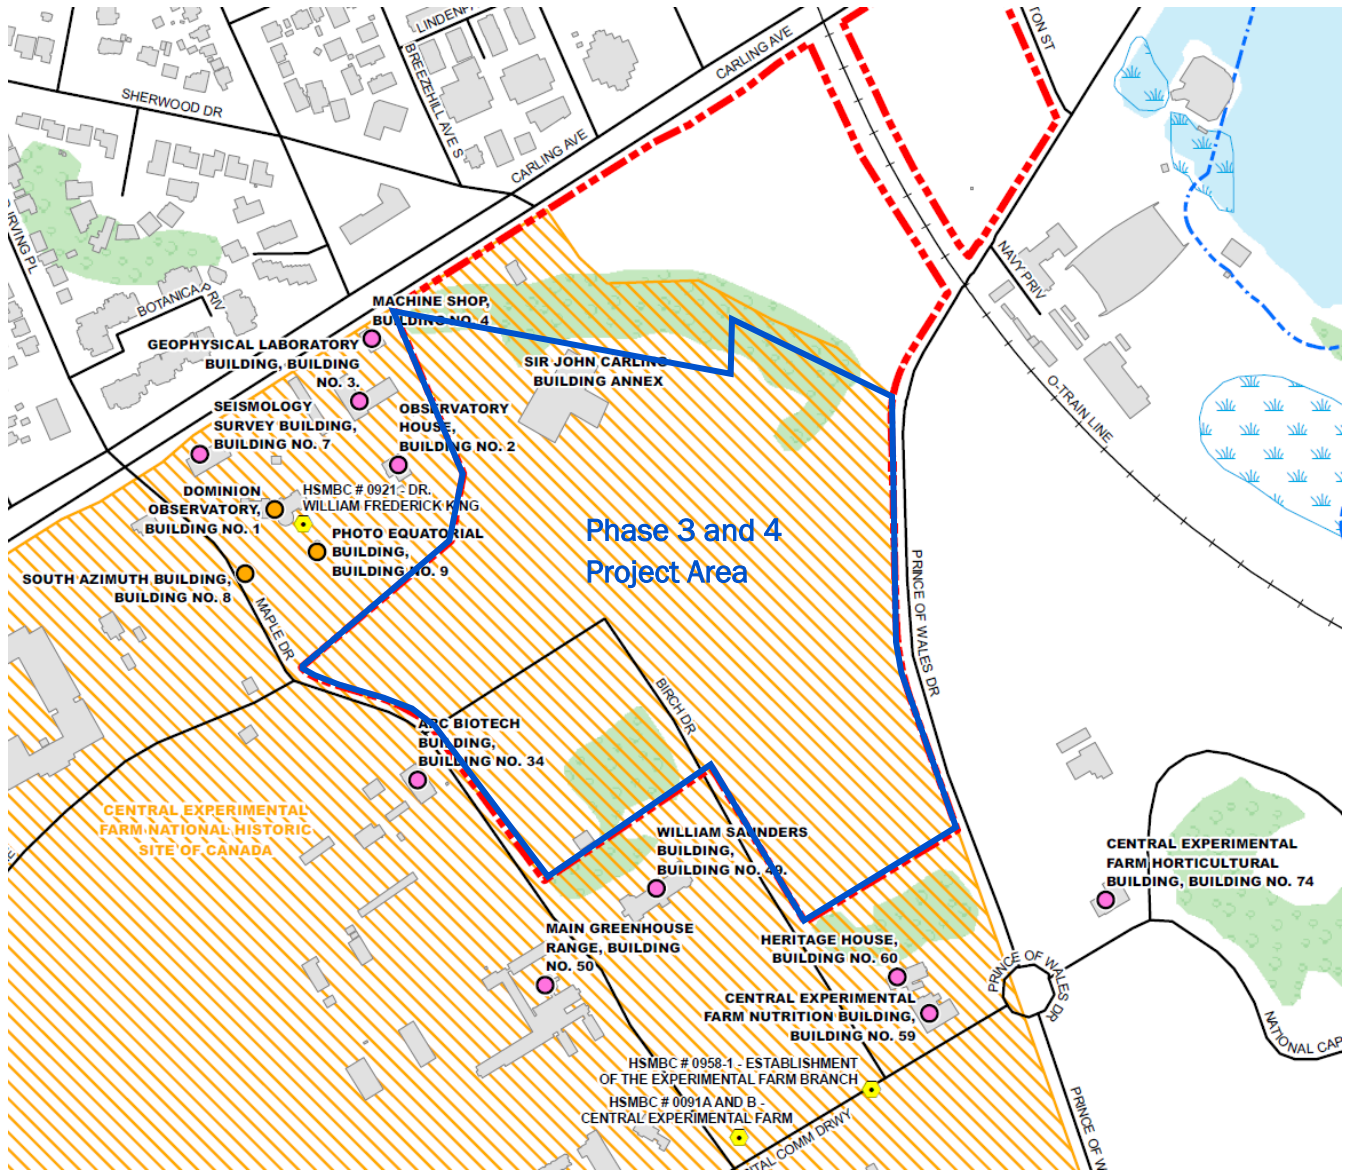 LINDENP
TON ST
CARLING AVE
BREEZEHILL AVE S
SHERWOOD DR
CARLING AVE
IRVING PL
NAVY PRIV
BOTANICA PRIV
MACHINE SHOP,
BUILDING NO. 4
GEOPHYSICAL LABORATORY
BUILDING, BUILDING
NO. 3.
SIR JOHN CARLING
BUILDING ANNEX
O-TRAIN LINE
SEISMOLOGY
SURVEY BUILDING,
BUILDING NO. 7
OBSERVATORY
HOUSE,
BUILDING NO. 2
DOMINION
OBSERVATORY,
BUILDING NO. 1
HSMBC # 0921 - DR.
WILLIAM FREDERICK KING
PHOTO EQUATORIAL
BUILDING,
BUILDING NO. 9
Phase 3 and 4
Project Area
SOUTH AZIMUTH BUILDING,
BUILDING NO. 8
MAPLE DR
PRINCE OF WALES DR
BIRCH DR
ABC BIOTECH
BUILDING,
BUILDING NO. 34
CENTRAL EXPERIMENTAL
FARM NATIONAL HISTORIC
SITE OF CANADA
WILLIAM SAUNDERS
BUILDING,
BUILDING NO. 49.
CENTRAL EXPERIMENTAL
FARM HORTICULTURAL
BUILDING, BUILDING NO. 74
MAIN GREENHOUSE
RANGE, BUILDING
NO. 50
HERITAGE HOUSE,
BUILDING NO. 60
PRINCE OF WALES DR
CENTRAL EXPERIMENTAL
FARM NUTRITION BUILDING,
BUILDING NO. 59
NATIONAL CAP
HSMBC # 0958-1 - ESTABLISHMENT
OF THE EXPERIMENTAL FARM BRANCH
HSMBC # 0091A AND B -
CENTRAL EXPERIMENTAL FARM
PRINCE OF W
ITAL COMM DRWY